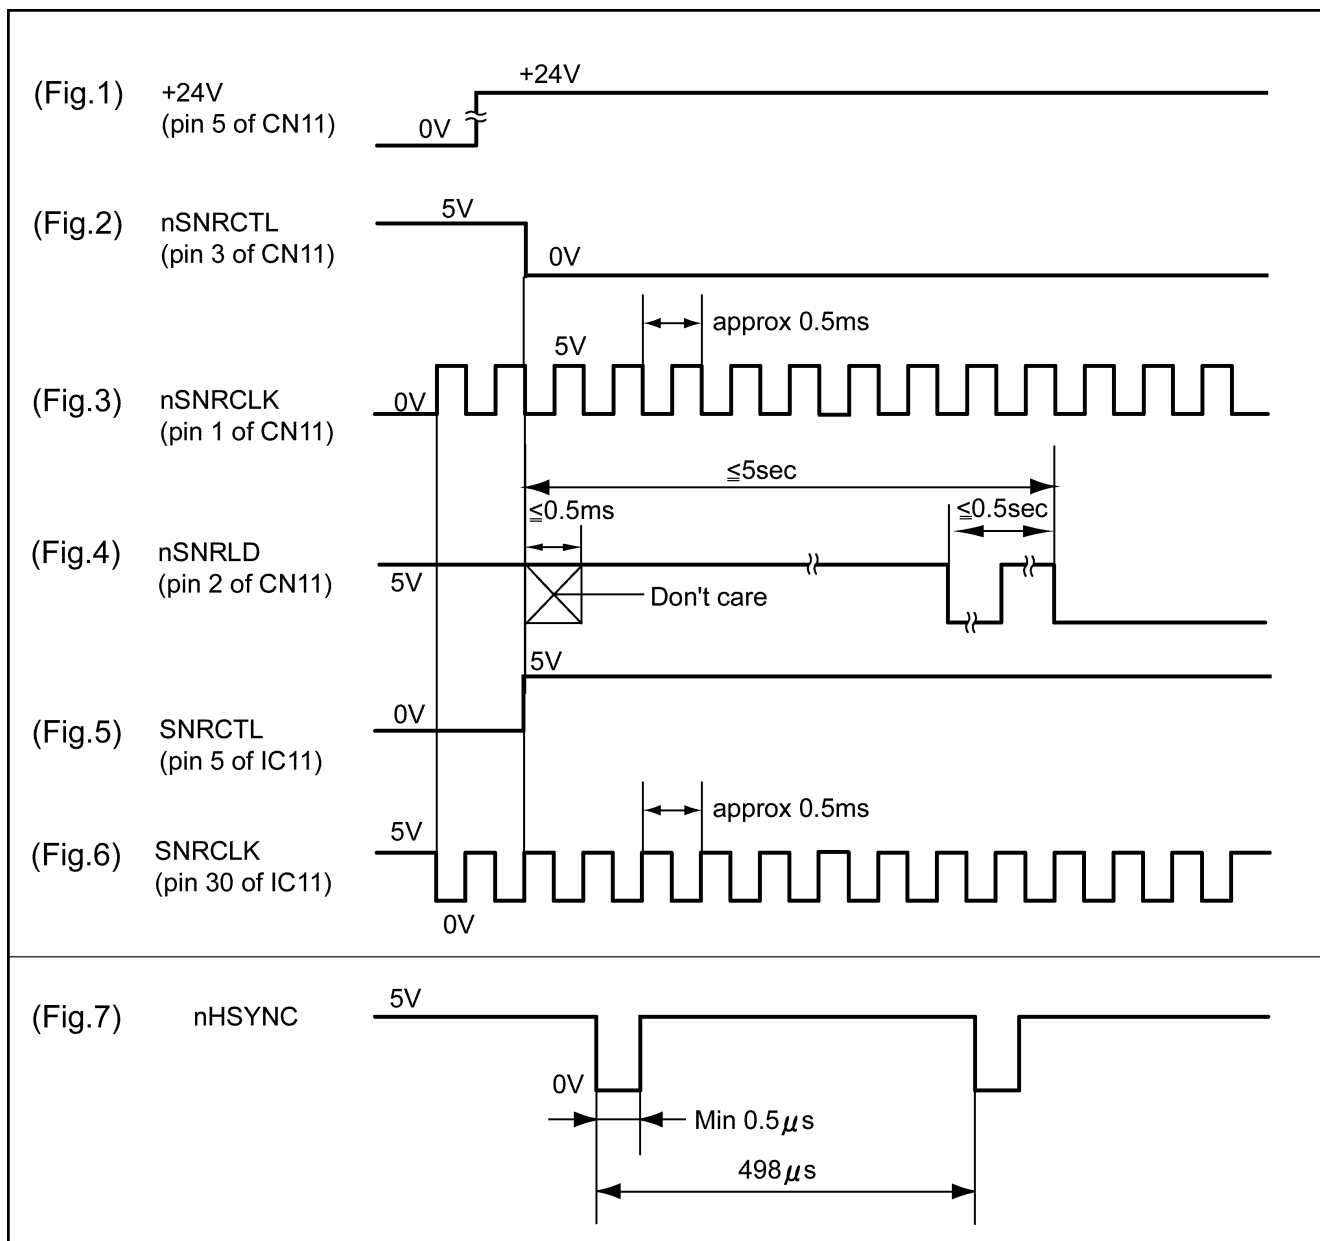 (Fig.1) +24V
(pin 5 of CN11)
+24V
0V
(Fig.2) nSNRCTL
(pin 3 of CN11)
5V
0V
approx 0.5ms
5V
(Fig.3) nSNRCLK
(pin 1 of CN11)
0V
≦5sec
≦0.5ms
≦0.5sec
(Fig.4) nSNRLD
(pin 2 of CN11)
5V
Don't care
5V
(Fig.5) SNRCTL
(pin 5 of IC11)
0V
approx 0.5ms
5V
(Fig.6) SNRCLK
(pin 30 of IC11)
0V
5V
(Fig.7) nHSYNC
0V
Min 0.5μs
498μs